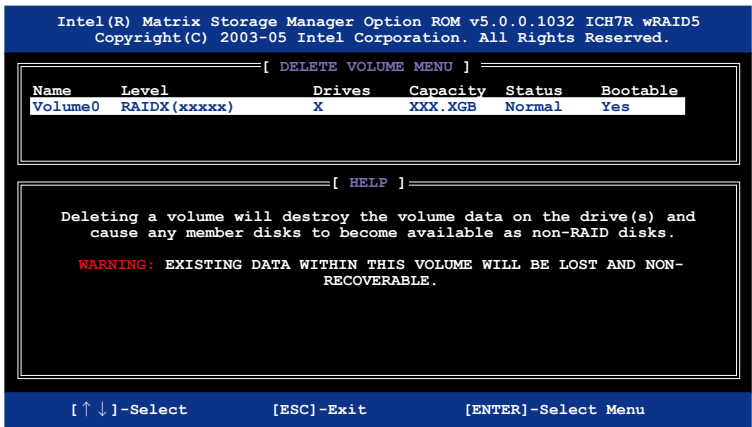 Intel(R) Matrix Storage Manager Option ROM v5.0.0.1032 ICH7R wRAID5
Copyright(C) 2003-05 Intel Corporation. All Rights Reserved.
[ DELETE VOLUME MENU ]
Name Level Drives Capacity Status Bootable
Volume0 RAIDX(xxxxx) X XXX.XGB Normal Yes
[ HELP ]
Deleting a volume will destroy the volume data on the drive(s) and
cause any member disks to become available as non-RAID disks.
WARNING: EXISTING DATA WITHIN THIS VOLUME WILL BE LOST AND NON-
RECOVERABLE.
[↑↓]-Select [ESC]-Exit [ENTER]-Select Menu